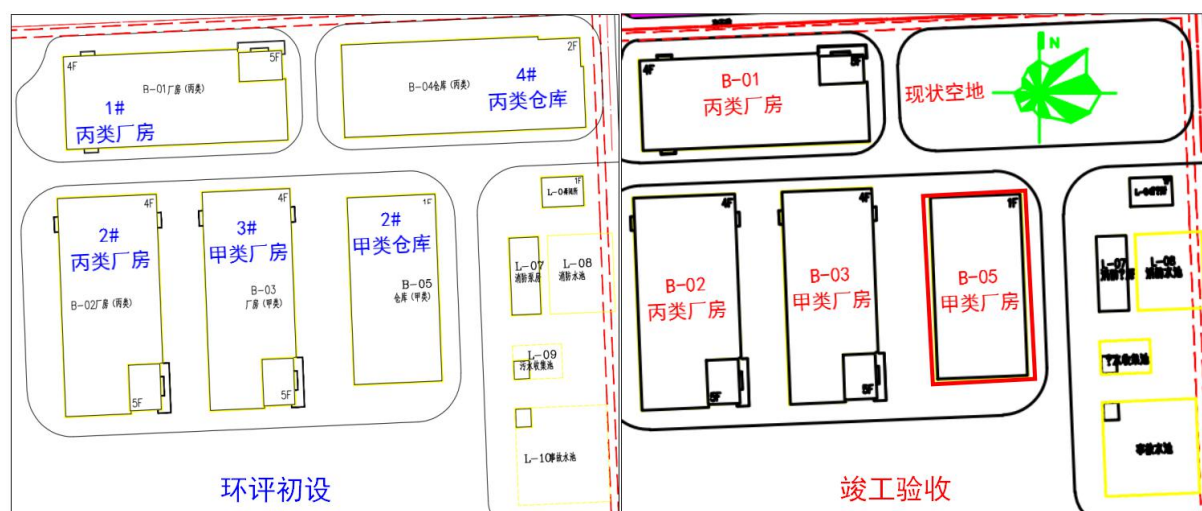 4F
5F
B-01厂房(丙类)
1#
丙类厂房
2F
B-04仓库(丙类)
4#
丙类仓库
4F
2#
丙类厂房
B-02厂房(丙类)
5F
4F
3#
甲类厂房
B-03
厂房(甲类)
5F
1F
2#
甲类仓库
B-05
仓库(甲类)
1F
L-07
消防泵房
L-08
消防水池
L-09
污水收集池
L-10事故水池
环评初设
4F
5F
B-01
丙类厂房
现状空地
N
4F
B-02
丙类厂房
5F
4F
B-03
甲类厂房
5F
1F
B-05
甲类厂房
L-07
L-08
消防水池
事故水池
竣工验收